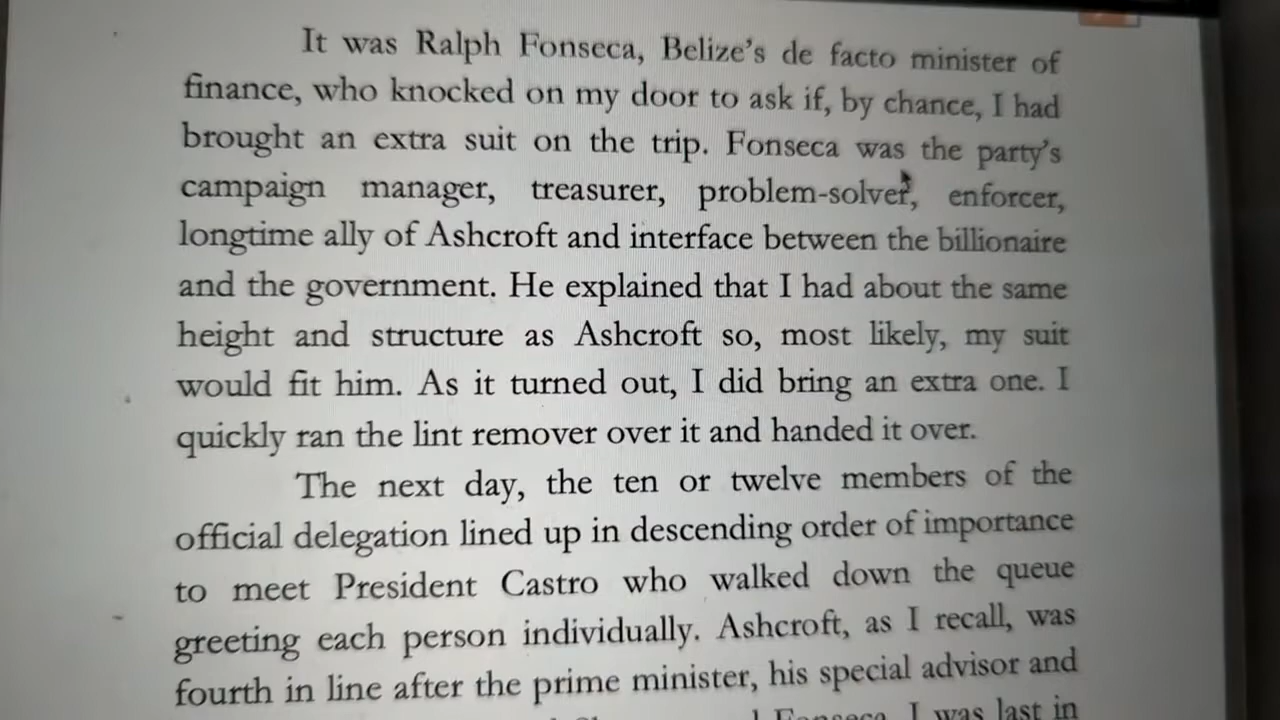 It was Ralph Fonseca, Belize's de facto minister of
finance, who knocked on my door to ask if, by chance, I had
brought an extra suit on the trip. Fonseca was the party's
campaign manager, treasurer, problem-solver, enforcer,
longtime ally of Ashcroft and interface between the billionaire
and the government. He explained that I had about the same
height and structure as Ashcroft so, most likely, my suit
would fit him. As it turned out, I did bring an extra one. I
quickly ran the lint remover over it and handed it over.
The next day, the ten or twelve members of the
official delegation lined up in descending order of importance
to meet President Castro who walked down the queue
greeting each person individually. Ashcroft, as I recall, was
fourth in line after the prime minister, his special advisor and
Fonseca. I was last in